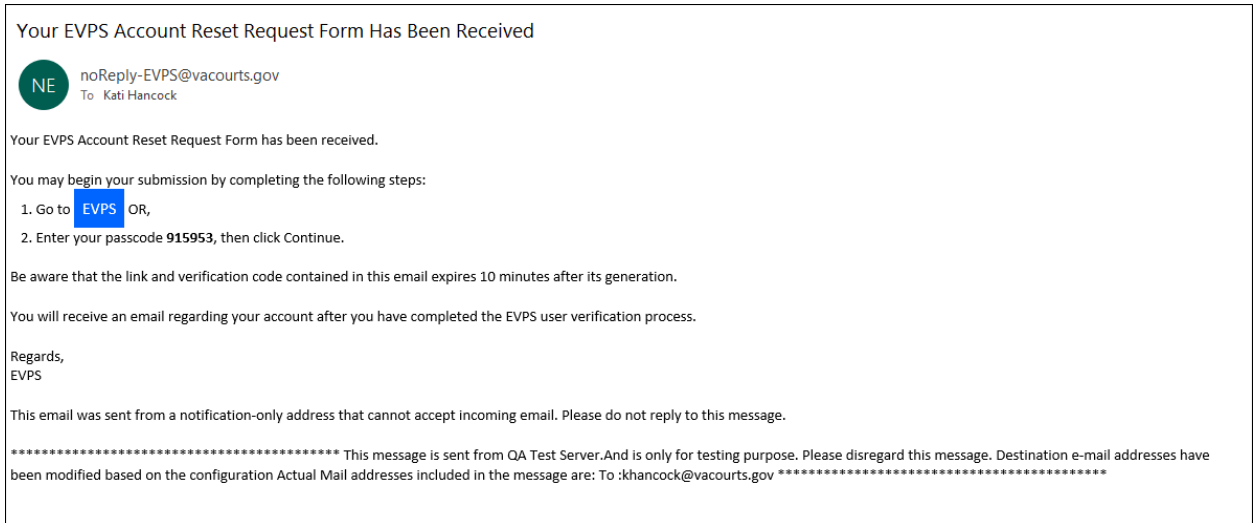 Your EVPS Account Reset Request Form Has Been Received
NE
noReply-EVPS@vacourts.gov
To Kati Hancock
Your EVPS Account Reset Request Form has been received.
You may begin your submission by completing the following steps:
1. Go to EVPS OR,
2. Enter your passcode 915953, then click Continue.
Be aware that the link and verification code contained in this email expires 10 minutes after its generation.
You will receive an email regarding your account after you have completed the EVPS user verification process.
Regards,
EVPS
This email was sent from a notification-only address that cannot accept incoming email. Please do not reply to this message.
******************************************* This message is sent from QA Test Server.And is only for testing purpose. Please disregard this message. Destination e-mail addresses have
been modified based on the configuration Actual Mail addresses included in the message are: To :khancock@vacourts.gov *******************************************